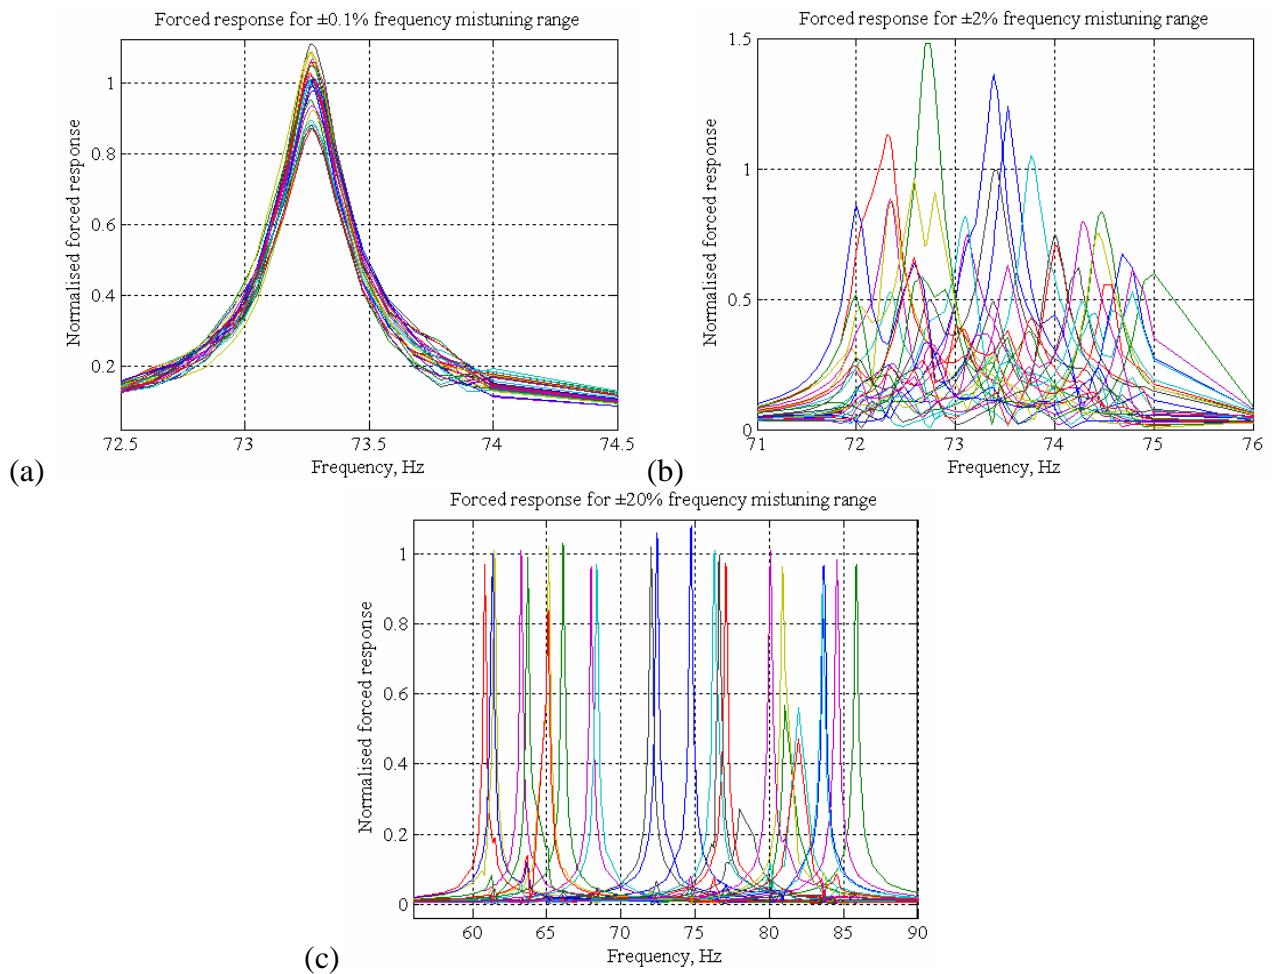 Forced response for ±0.1% frequency mistuning range
Normalised forced response
1
0.8
0.6
0.4
0.2
72.5 73 73.5 74 74.5
Frequency, Hz
(a)
Forced response for ±2% frequency mistuning range
Normalised forced response
1.5
1
0.5
0
71 72 73 74 75 76
Frequency, Hz
(b)
Forced response for ±20% frequency mistuning range
Normalised forced response
1
0.8
0.6
0.4
0.2
0
60 65 70 75 80 85 90
Frequency, Hz
(c)